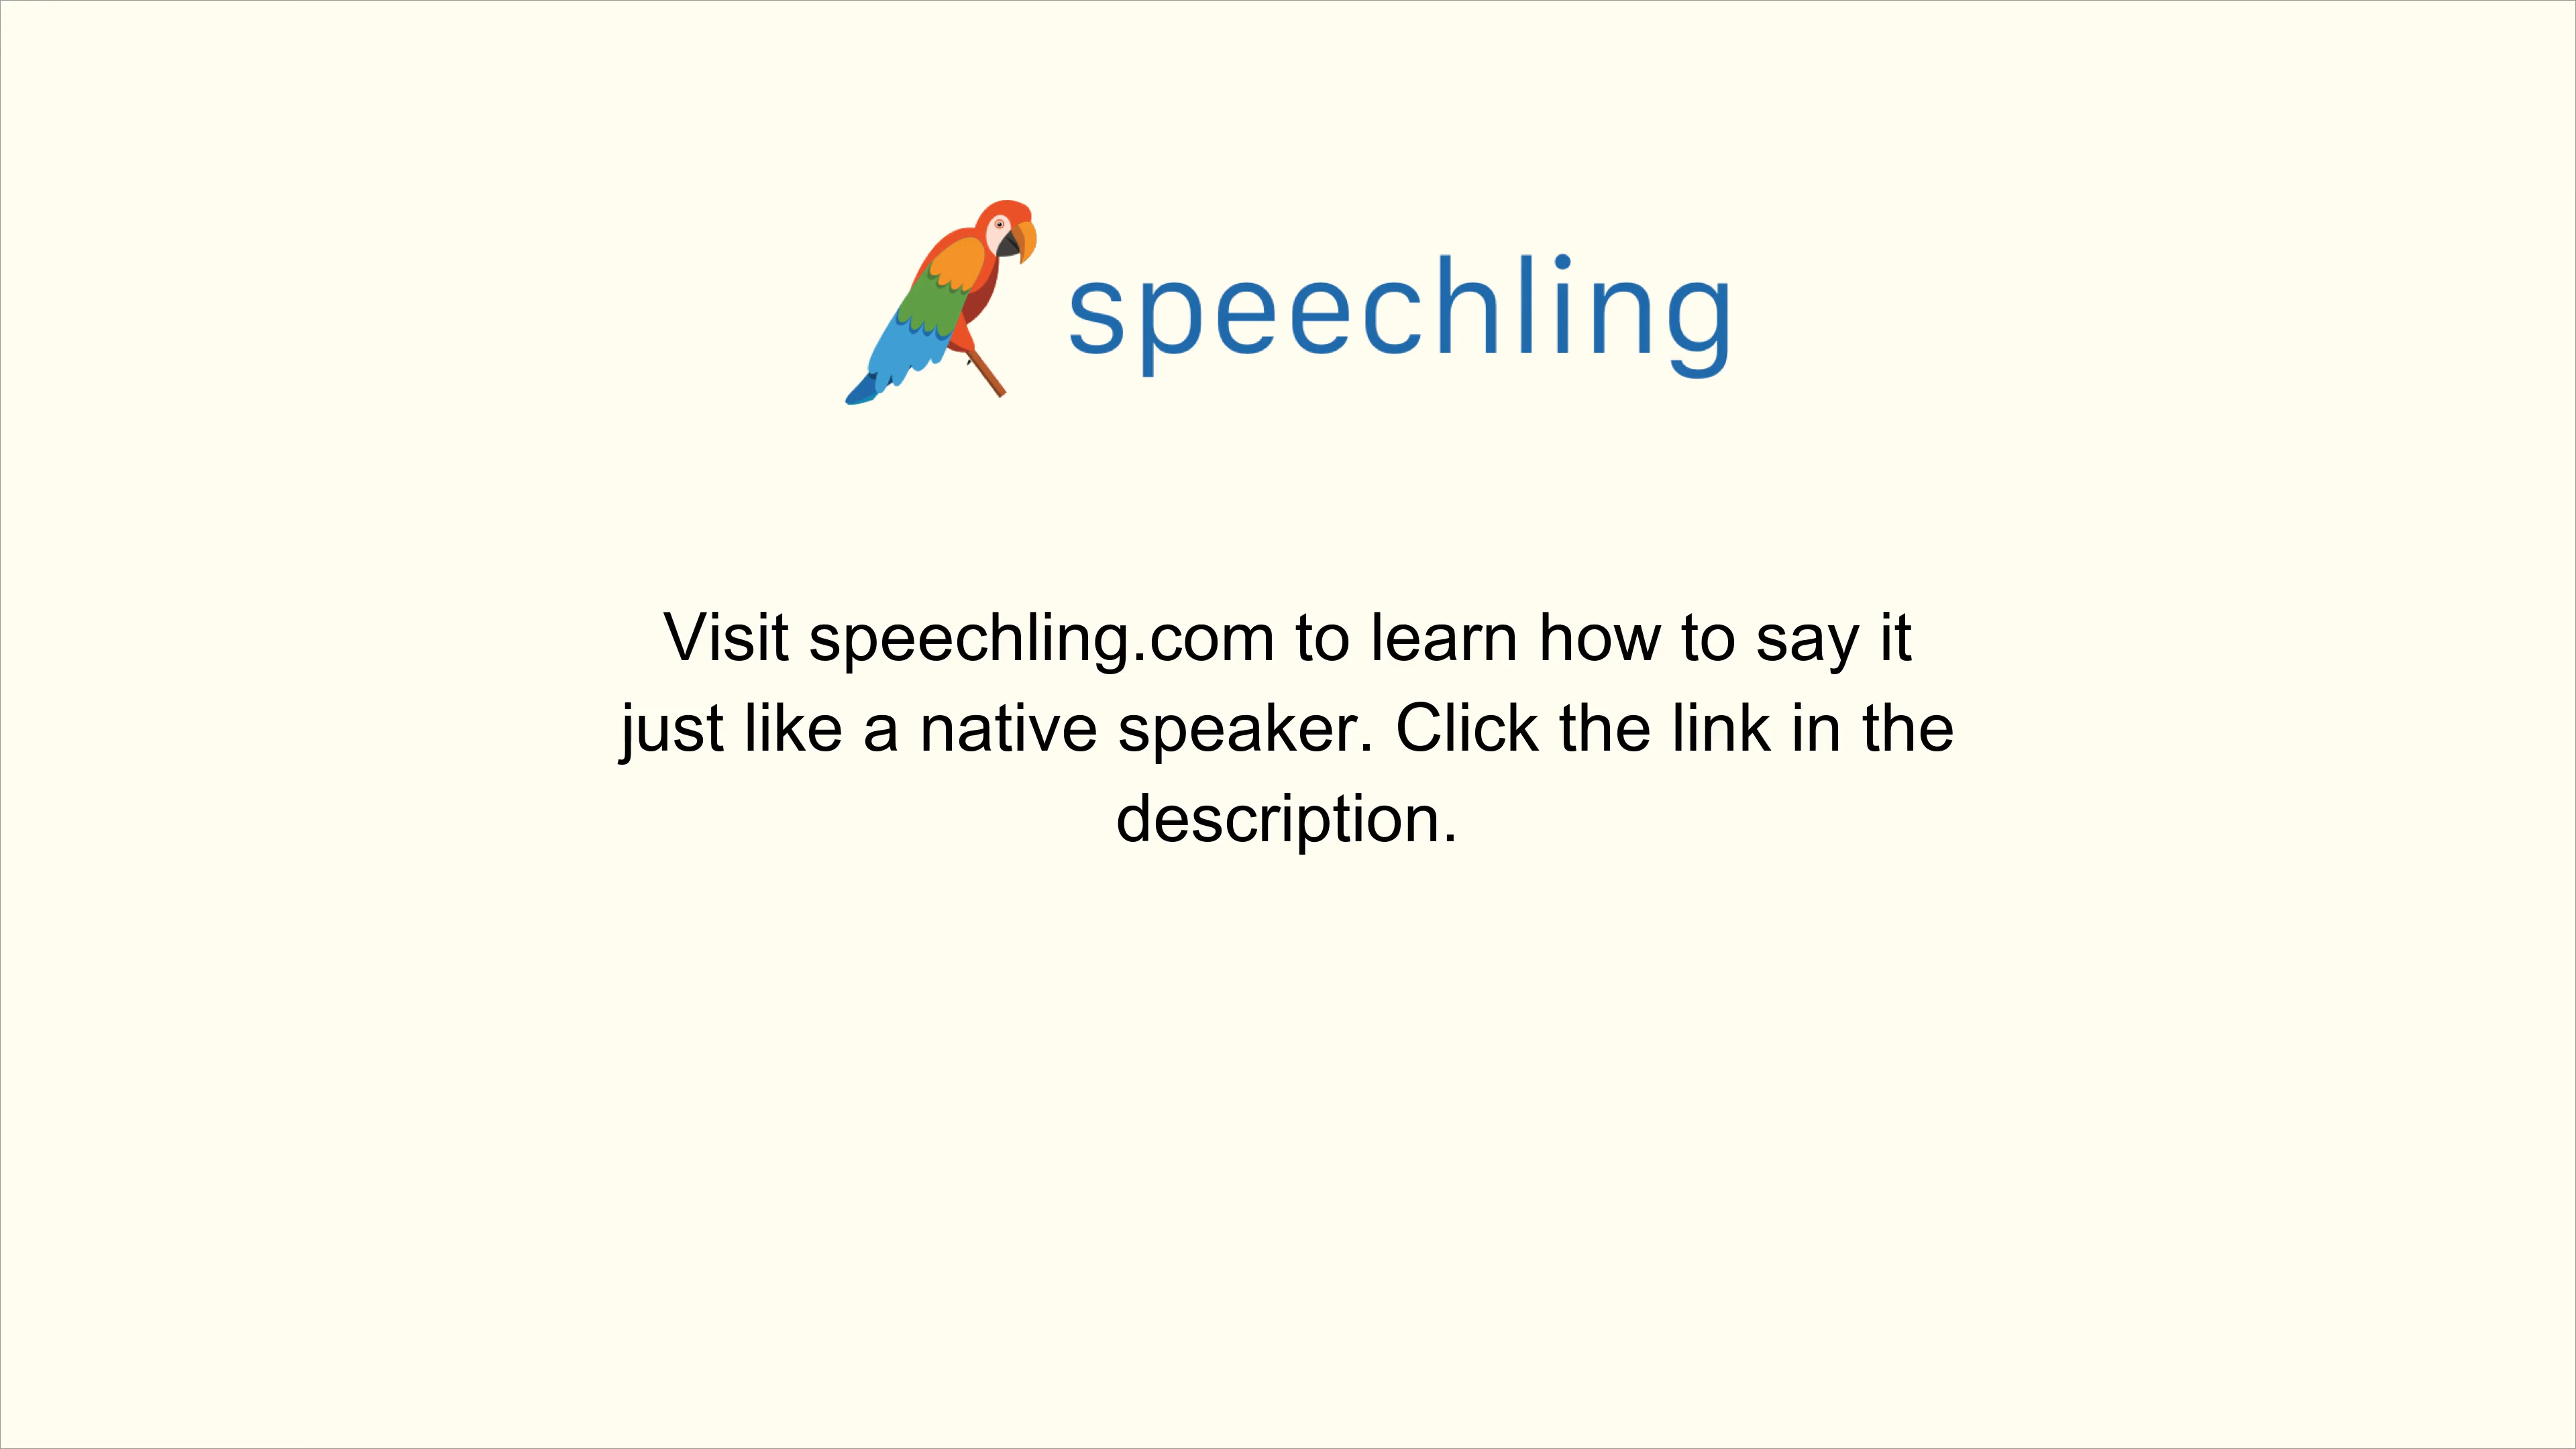 speechling
Visit speechling.com to learn how to say it
just like a native speaker. Click the link in the
description.